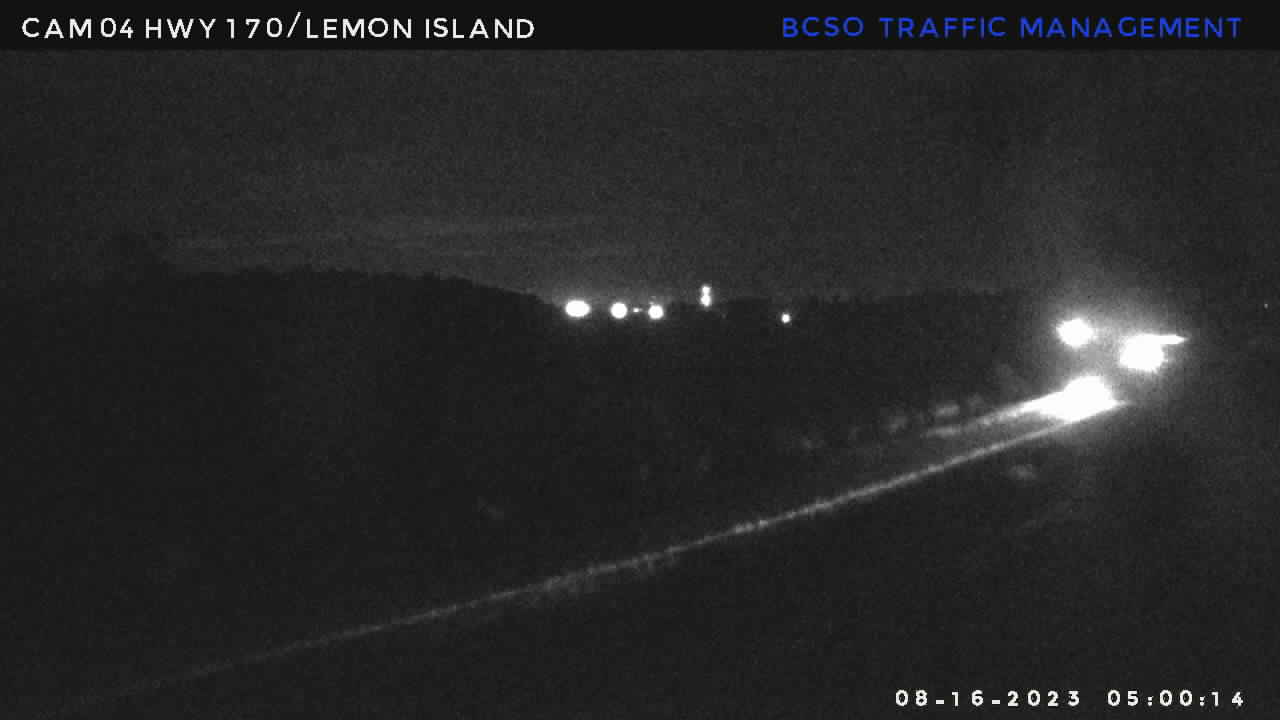 CAM04 HWY 170/LEMON ISLAND
BCSO TRAFFIC MANAGEMENT
08-16-2023 05:00:14